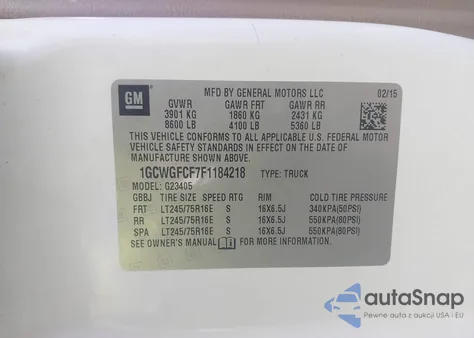 GM
MFD BY GENERAL MOTORS LLC 02/15
GVWR GAWR FRT GAWR RR
3901 KG 1860 KG 2431 KG
8600 LB 4100 LB 5360 LB
THIS VEHICLE CONFORMS TO ALL APPLICABLE U.S. FEDERAL MOTOR
VEHICLE SAFETY STANDARDS IN EFFECT ON THE DATE OF
MANUFACTURE SHOWN ABOVE.
1GCWGFCF7F1184218 TYPE: TRUCK
MODEL: G23405
GBBJ TIRE SIZE SPEED RTG RIM COLD TIRE PRESSURE
FRT LT245/75R16E S 16X6.5J 340KPA(50PSI)
RR LT245/75R16E S 16X6.5J 550KPA(80PSI)
SPA LT245/75R16E S 16X6.5J 550KPA(80PSI)
SEE OWNER'S MANUAL i FOR MORE INFORMATION.
autoSnap
Pewne auta z aukcji USA i EU